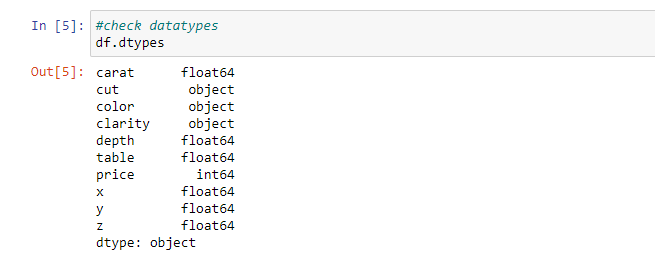 In [5]: #check datatypes
df.dtypes
Out[5]: carat float64
cut object
color object
clarity object
depth float64
table float64
price int64
x float64
y float64
z float64
dtype: object